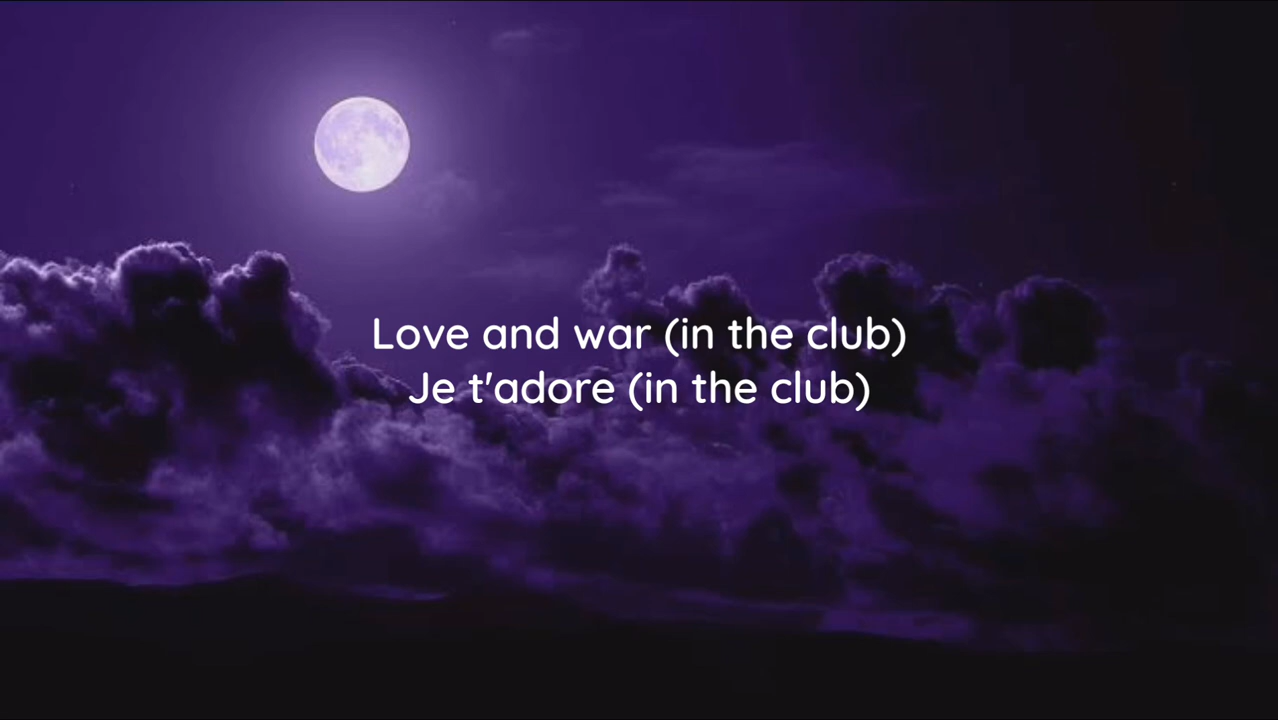 Love and war (in the club)
Je t'adore (in the club)